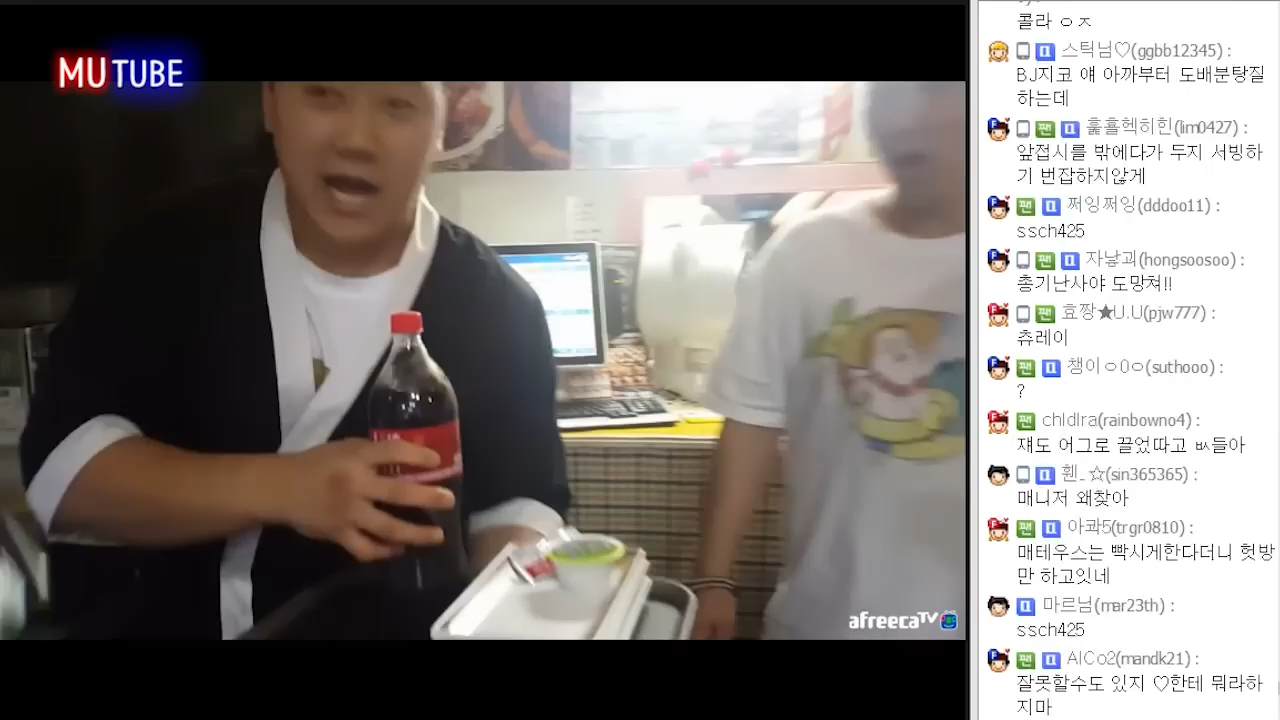 MUTUBE
afreecaTV
콜라 ㅇㅈ
스틱님♡(ggbb12345) :
BJ지코 얘 아까부터 도배분탕질
하는데
훌흘헥히힌(lim0427) :
앞접시를 밖에다가 두지 서빙하
기 번잡하지않게
쩌잉쩌잉(dddoo11) :
ssch425
자낳괴(hongsoosoo) :
총기난사야 도망쳐!!
효짱★U.U(pjw777) :
츄레이
챙이ㅇ0ㅇ(suthooo) :
?
chldlra(rainbowno4) :
쟤도 어그로 끌었따고 ㅄ들아
휜_☆(sin365365) :
매니저 왜찾아
아콰5(trgr0810) :
매테우스는 빡시게한다더니 헛방
만 하고잇네
마르님(mar23th) :
ssch425
AlCo2(mandk21) :
잘못할수도 있지 ♡한테 뭐라하
지마